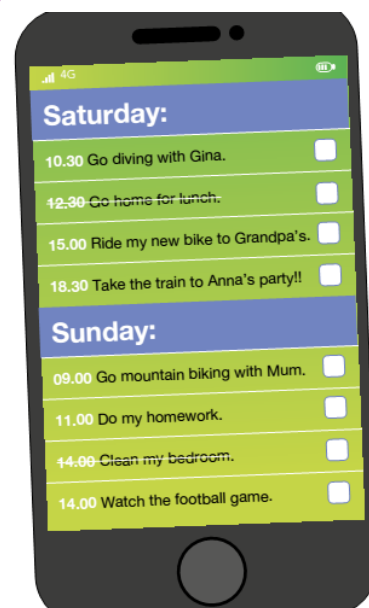 4G
Saturday:
10.30 Go diving with Gina.
12.30 Go home for lunch.
15.00 Ride my new bike to Grandpa's.
18.30 Take the train to Anna's party!!
Sunday:
09.00 Go mountain biking with Mum.
11.00 Do my homework.
14.00 Clean my bedroom.
14.00 Watch the football game.